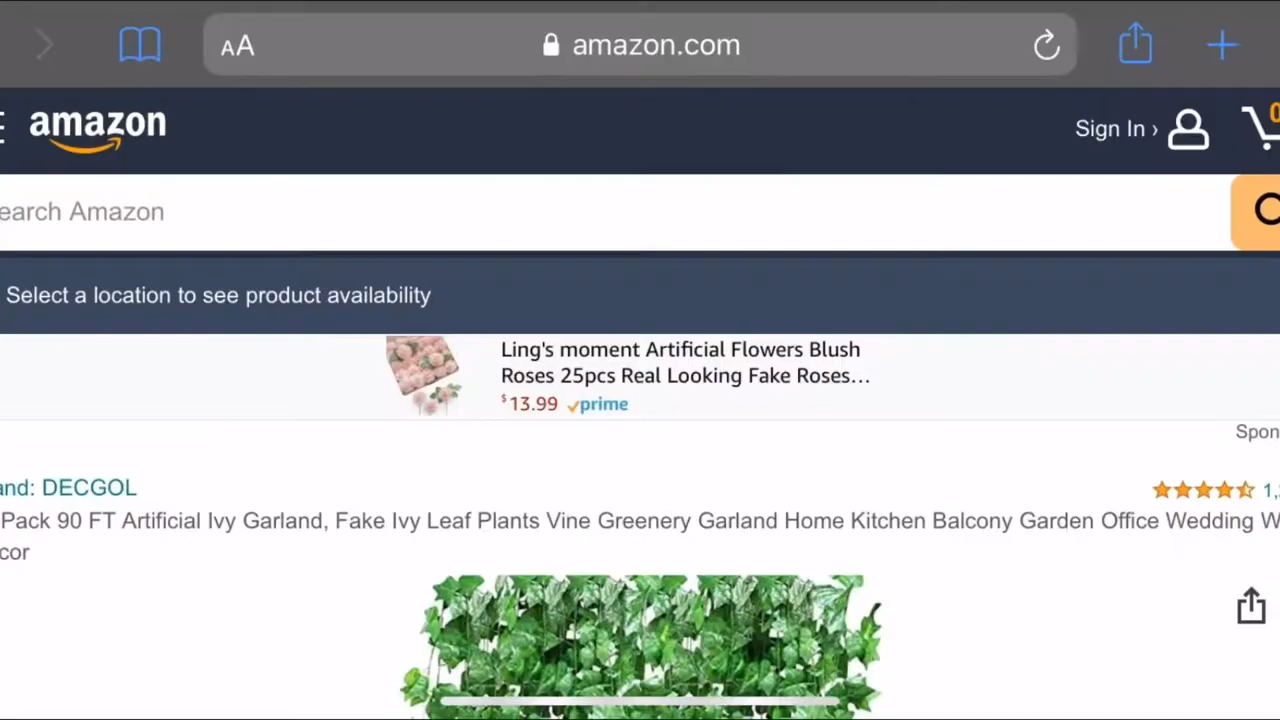 AA amazon.com
amazon
Sign In ›
0
earch Amazon
Select a location to see product availability
Ling's moment Artificial Flowers Blush
Roses 25pcs Real Looking Fake Roses…
$13.99 prime
Spon
and: DECGOL
1,
Pack 90 FT Artificial Ivy Garland, Fake Ivy Leaf Plants Vine Greenery Garland Home Kitchen Balcony Garden Office Wedding W
cor